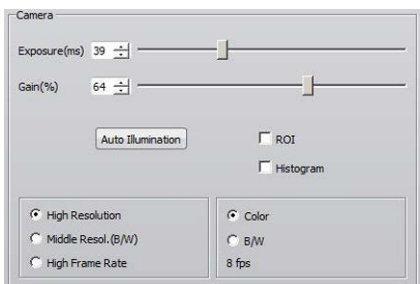 Camera
Exposure(ms) 39
Gain(%) 64
Auto Illumination
ROI
Histogram
High Resolution
Color
Middle Resol.(B/W)
B/W
High Frame Rate
8 fps